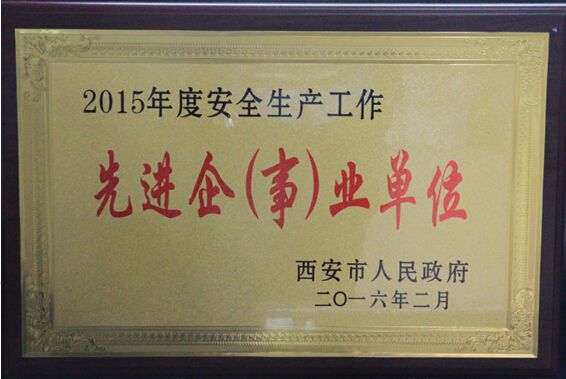 2015年度安全生产工作
先进企(事)业单位
西安市人民政府
二〇一六年二月